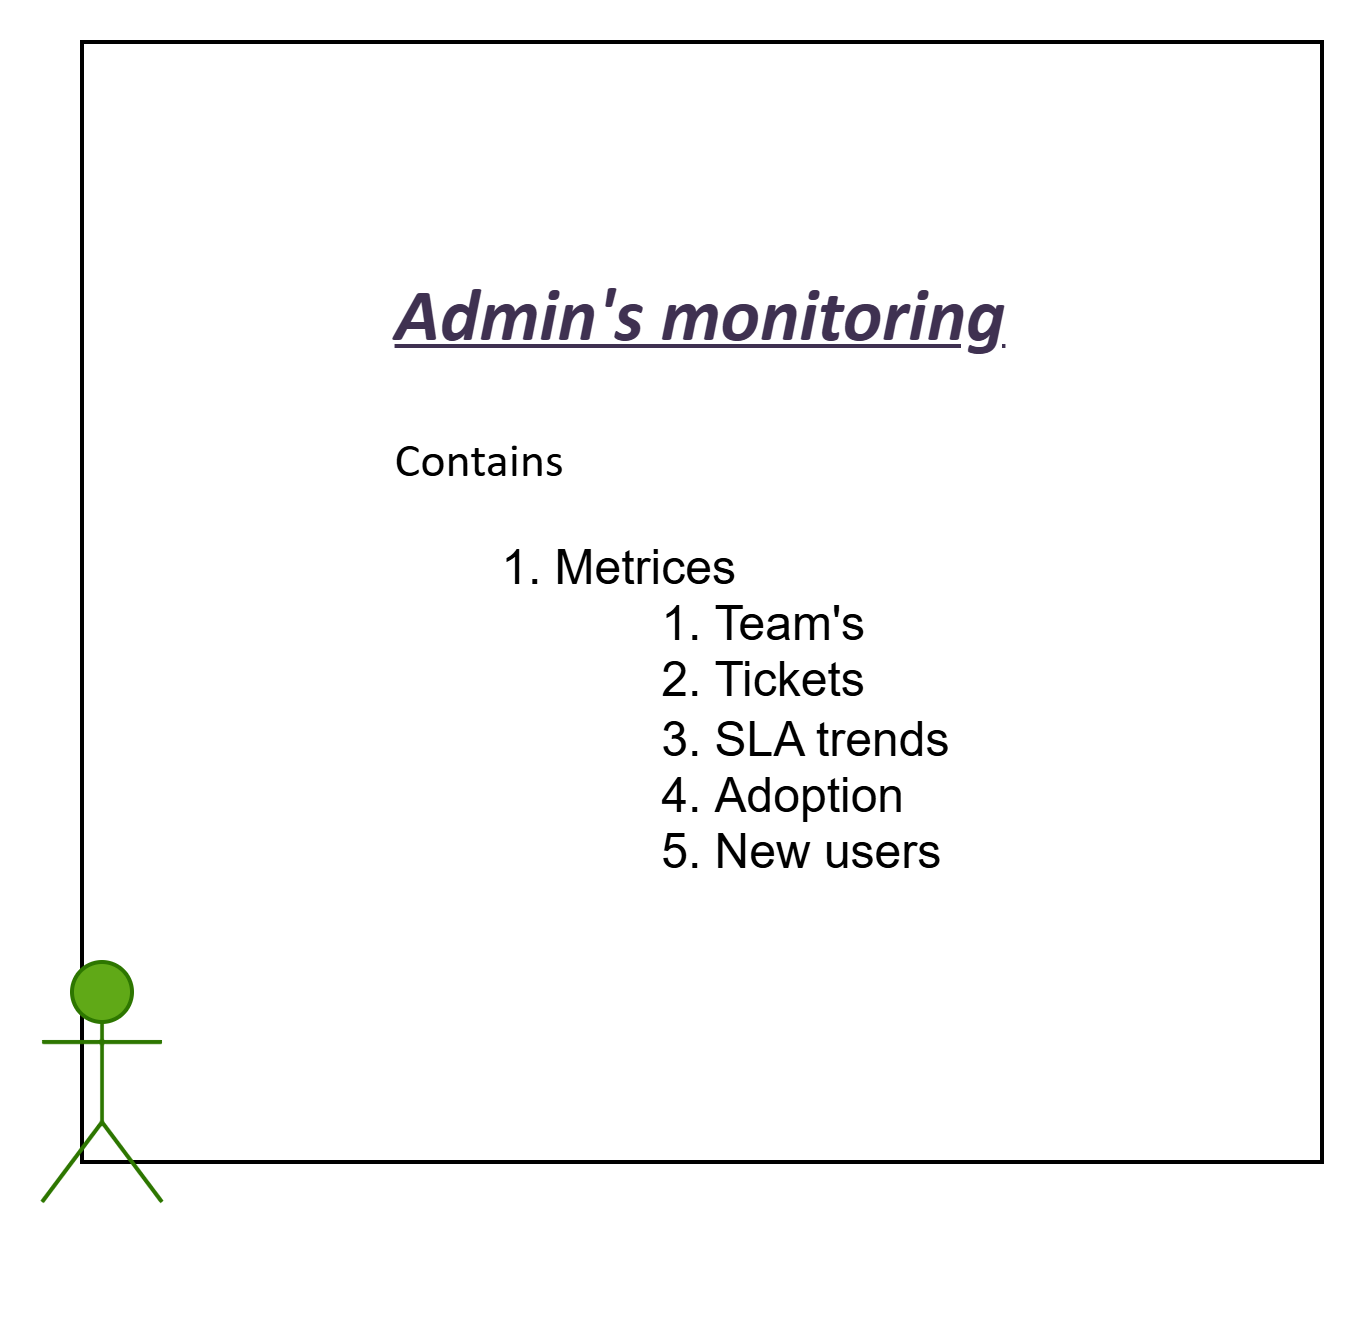 Admin's monitoring
Contains
1. Metrices
1. Team's
2. Tickets
3. SLA trends
4. Adoption
5. New users